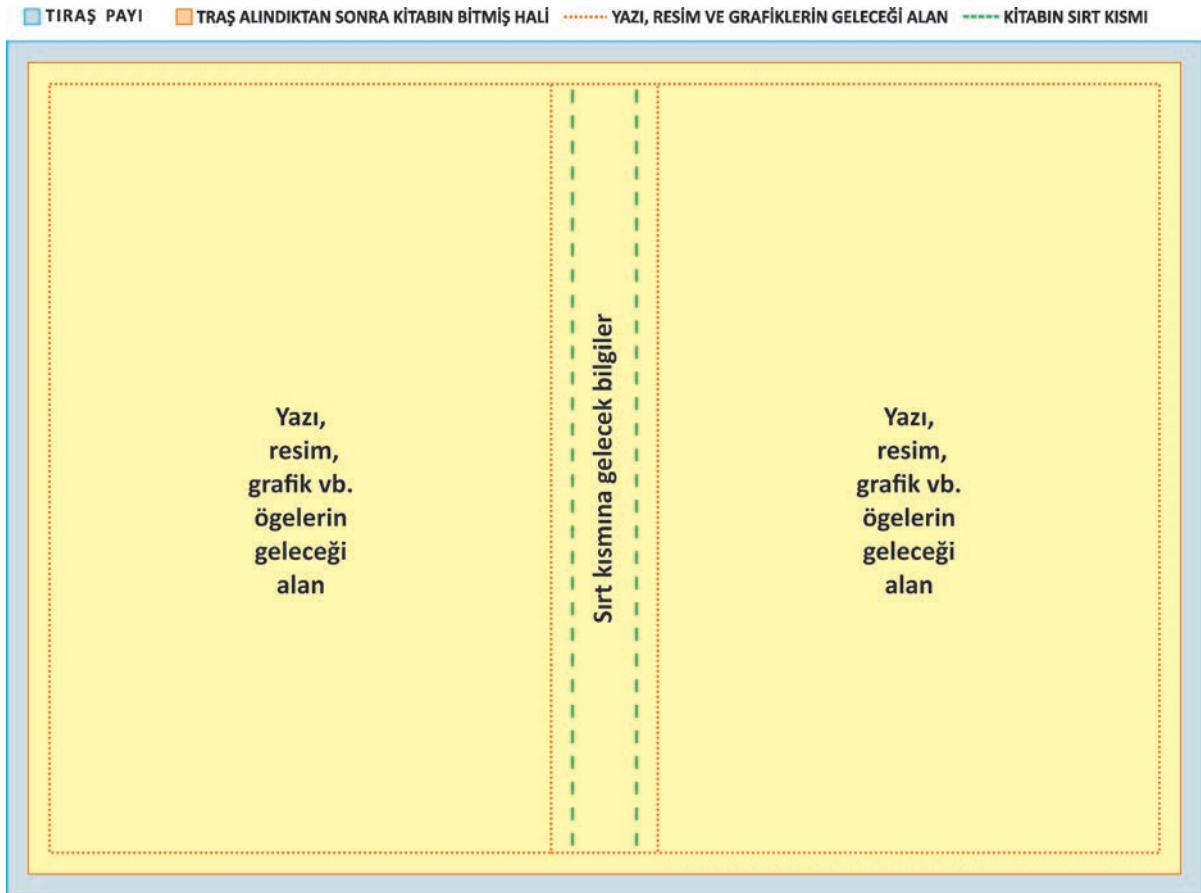 TIRAŞ PAYI TRAŞ ALINDIKTAN SONRA KİTABIN BİTMİŞ HALİ YAZI, RESİM VE GRAFİKLERİN GELECEĞİ ALAN KİTABIN SIRT KISMI
Yazı,
resim,
grafik vb.
ögelerin
geleceği
alan
Sırt kısmına gelecek bilgiler
Yazı,
resim,
grafik vb.
ögelerin
geleceği
alan